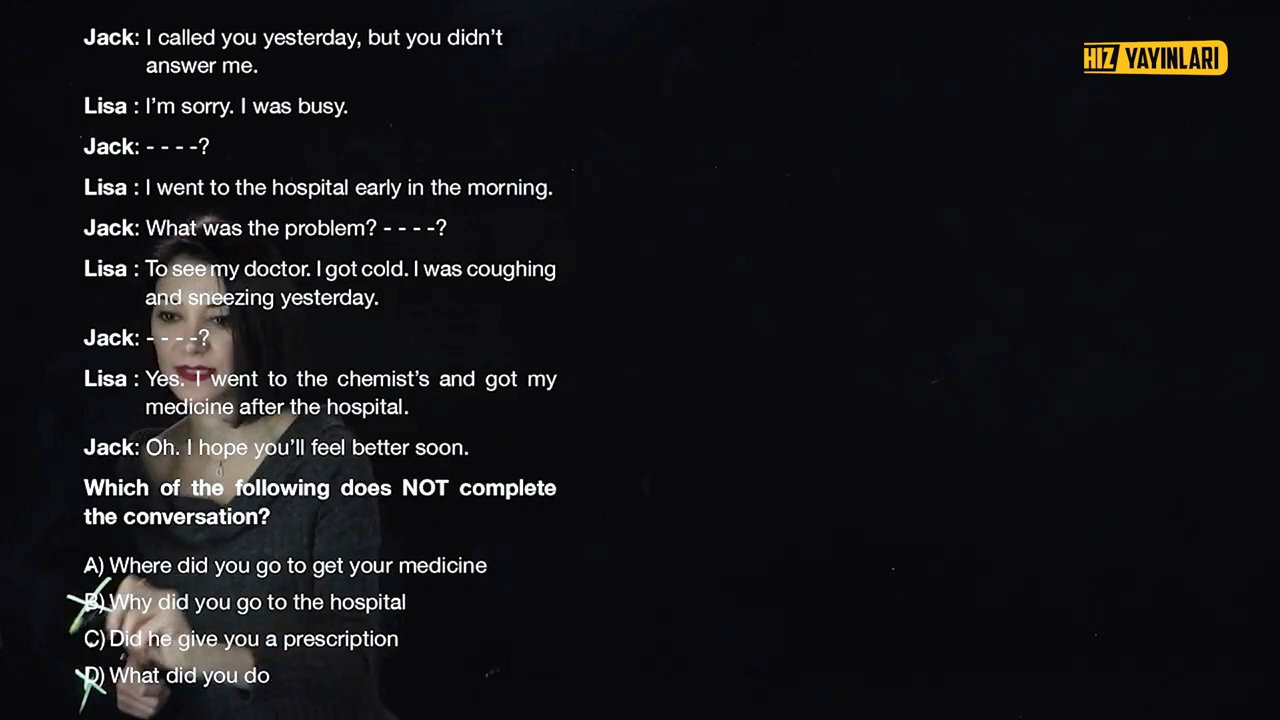 HIZ YAYINLARI
Jack: I called you yesterday, but you didn't
answer me.
Lisa : I'm sorry. I was busy.
Jack: - - - -?
Lisa : I went to the hospital early in the morning.
Jack: What was the problem? - - - -?
Lisa : To see my doctor. I got cold. I was coughing
and sneezing yesterday.
Jack: - - - -?
Lisa : Yes. I went to the chemist's and got my
medicine after the hospital.
Jack: Oh. I hope you'll feel better soon.
Which of the following does NOT complete
the conversation?
A) Where did you go to get your medicine
B) Why did you go to the hospital
C) Did he give you a prescription
D) What did you do